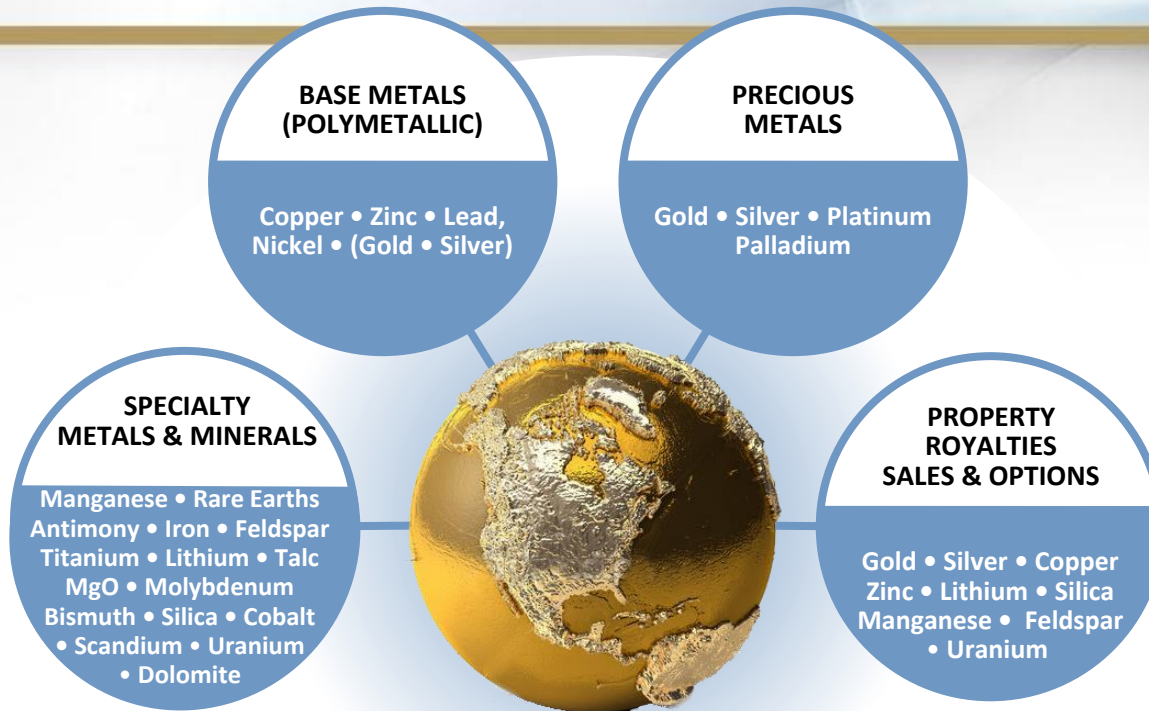 BASE METALS
(POLYMETALLIC)
Copper • Zinc • Lead,
Nickel • (Gold • Silver)
PRECIOUS
METALS
Gold • Silver • Platinum
Palladium
SPECIALTY
METALS & MINERALS
Manganese • Rare Earths
Antimony • Iron • Feldspar
Titanium • Lithium • Talc
MgO • Molybdenum
Bismuth • Silica • Cobalt
• Scandium • Uranium
• Dolomite
PROPERTY
ROYALTIES
SALES & OPTIONS
Gold • Silver • Copper
Zinc • Lithium • Silica
Manganese • Feldspar
• Uranium